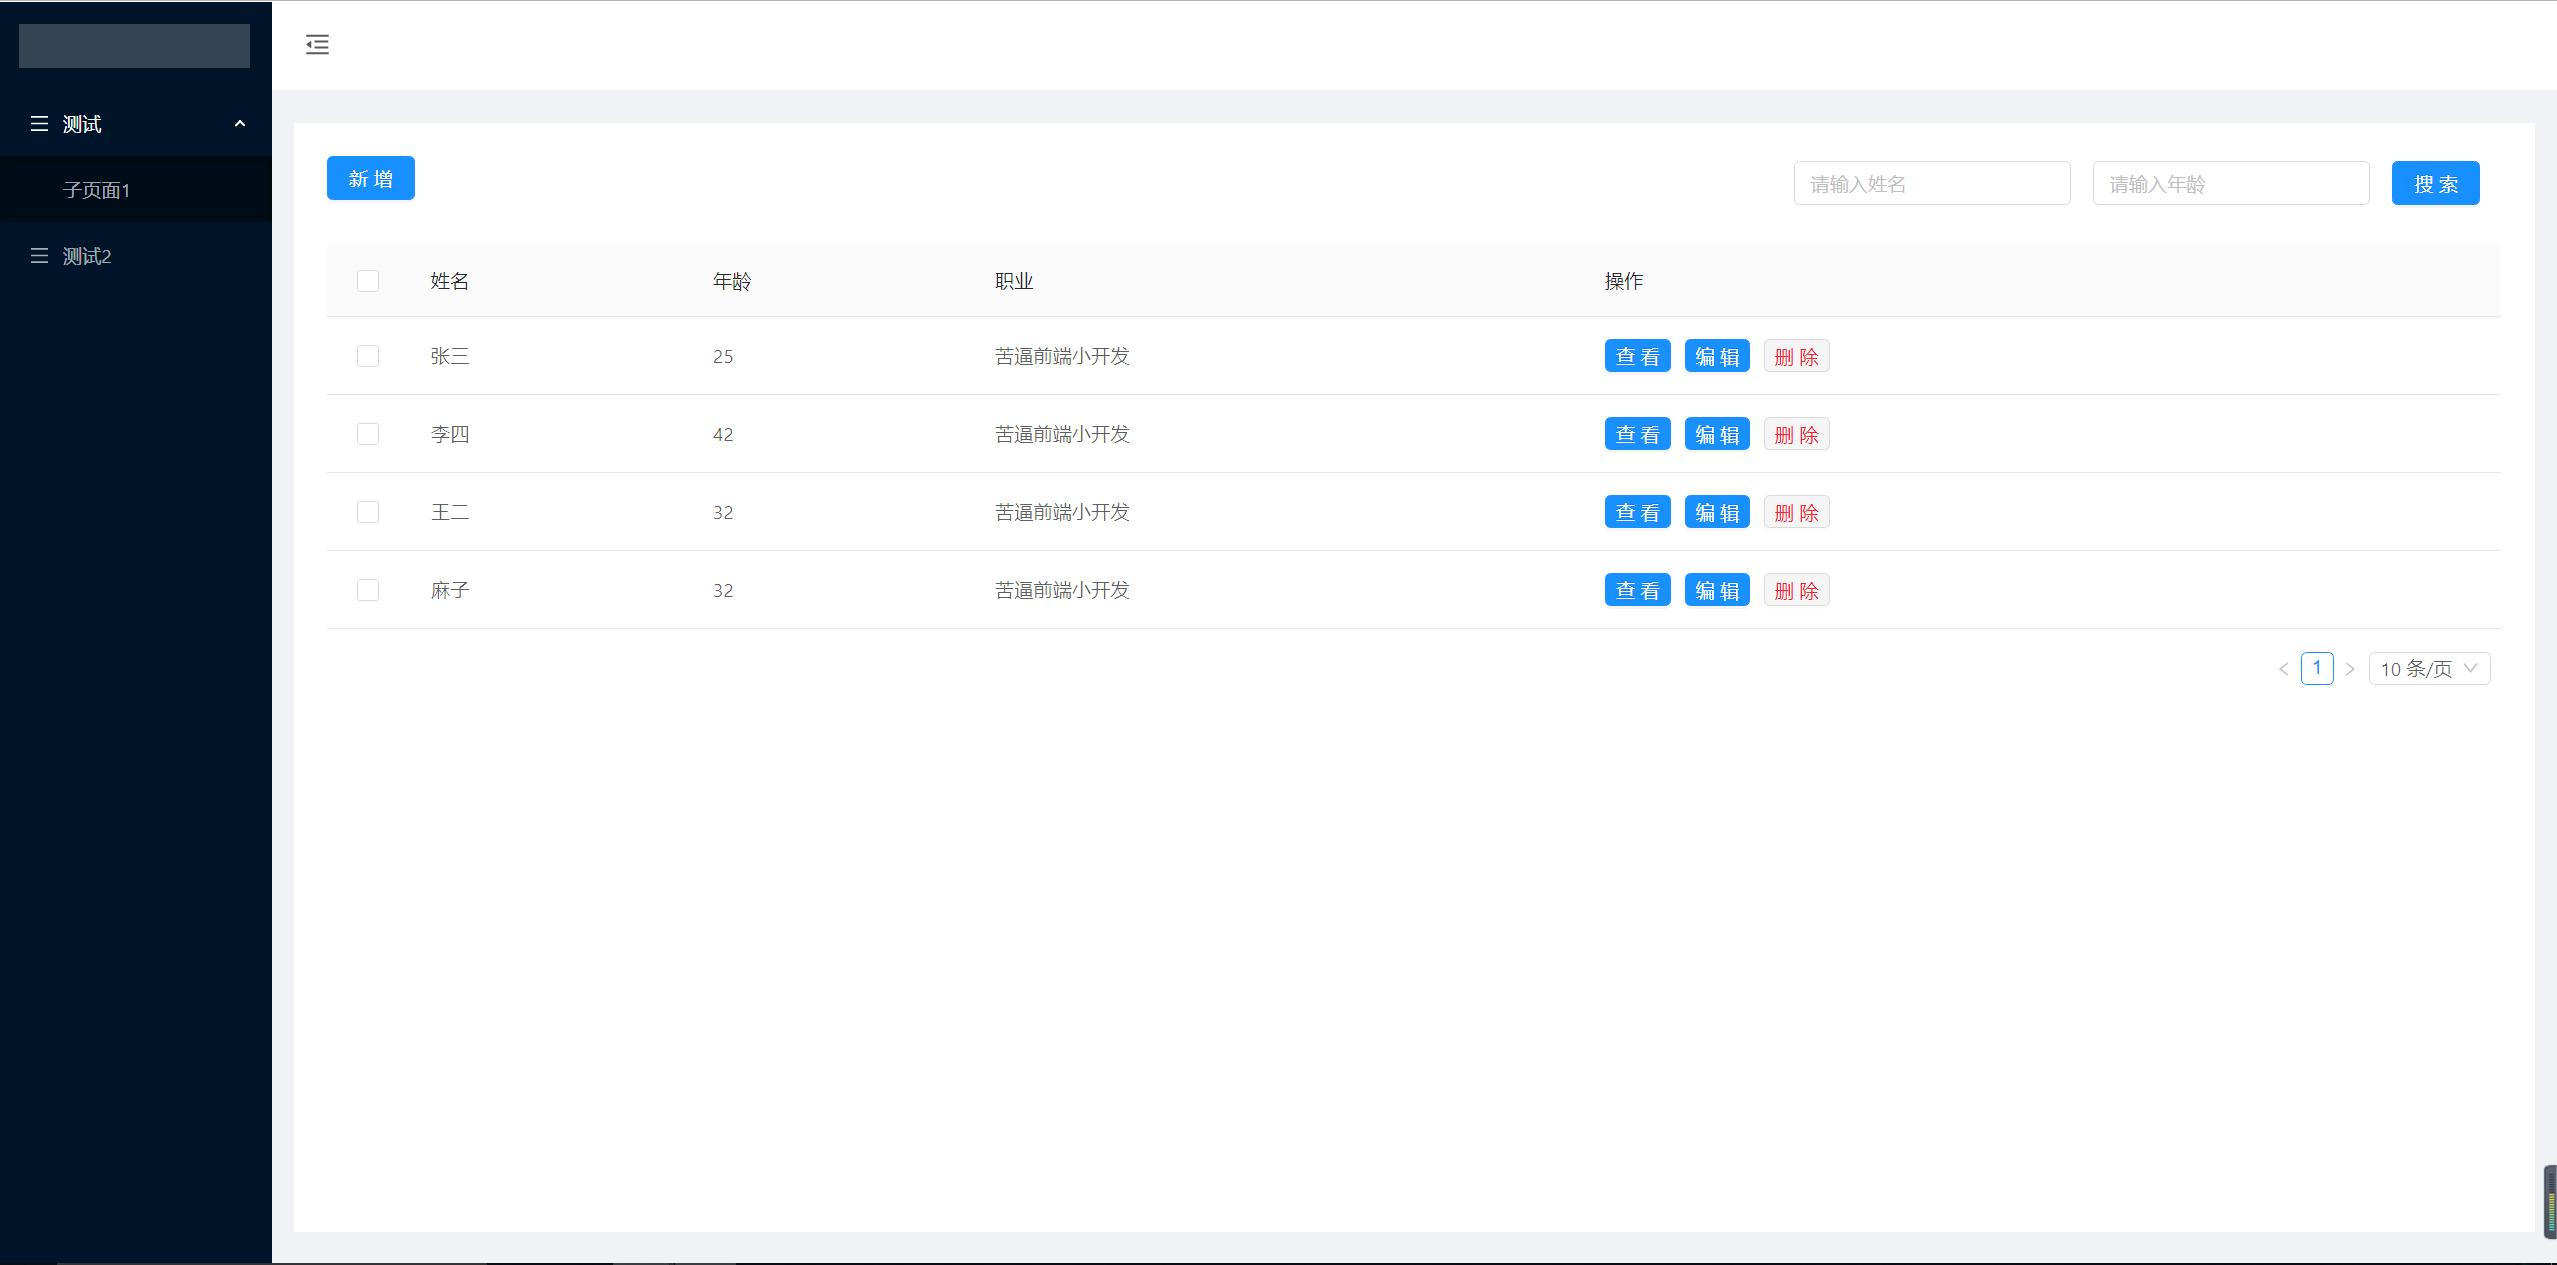 测试
子页面1
测试2
新 增
请输入姓名 请输入年龄 搜 索
姓名 年龄 职业 操作
张三 25 苦逼前端小开发 查 看 编 辑 删 除
李四 42 苦逼前端小开发 查 看 编 辑 删 除
王二 32 苦逼前端小开发 查 看 编 辑 删 除
麻子 32 苦逼前端小开发 查 看 编 辑 删 除
1 10 条/页